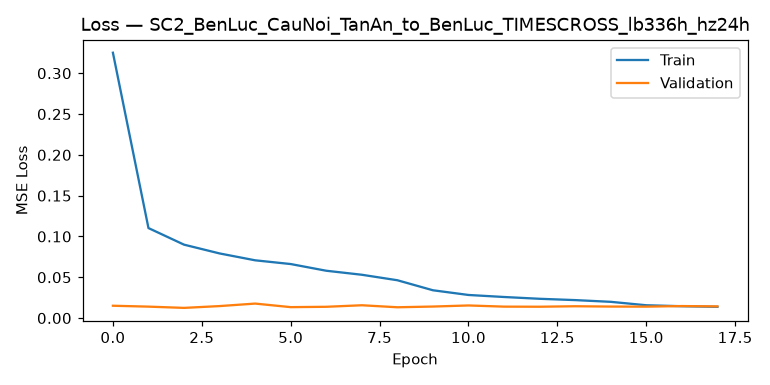 Loss — SC2_BenLuc_CauNoi_TanAn_to_BenLuc_TIMESCROSS_lb336h_hz24h
Train
Validation
MSE Loss
0.30
0.25
0.20
0.15
0.10
0.05
0.00
0.0 2.5 5.0 7.5 10.0 12.5 15.0 17.5
Epoch